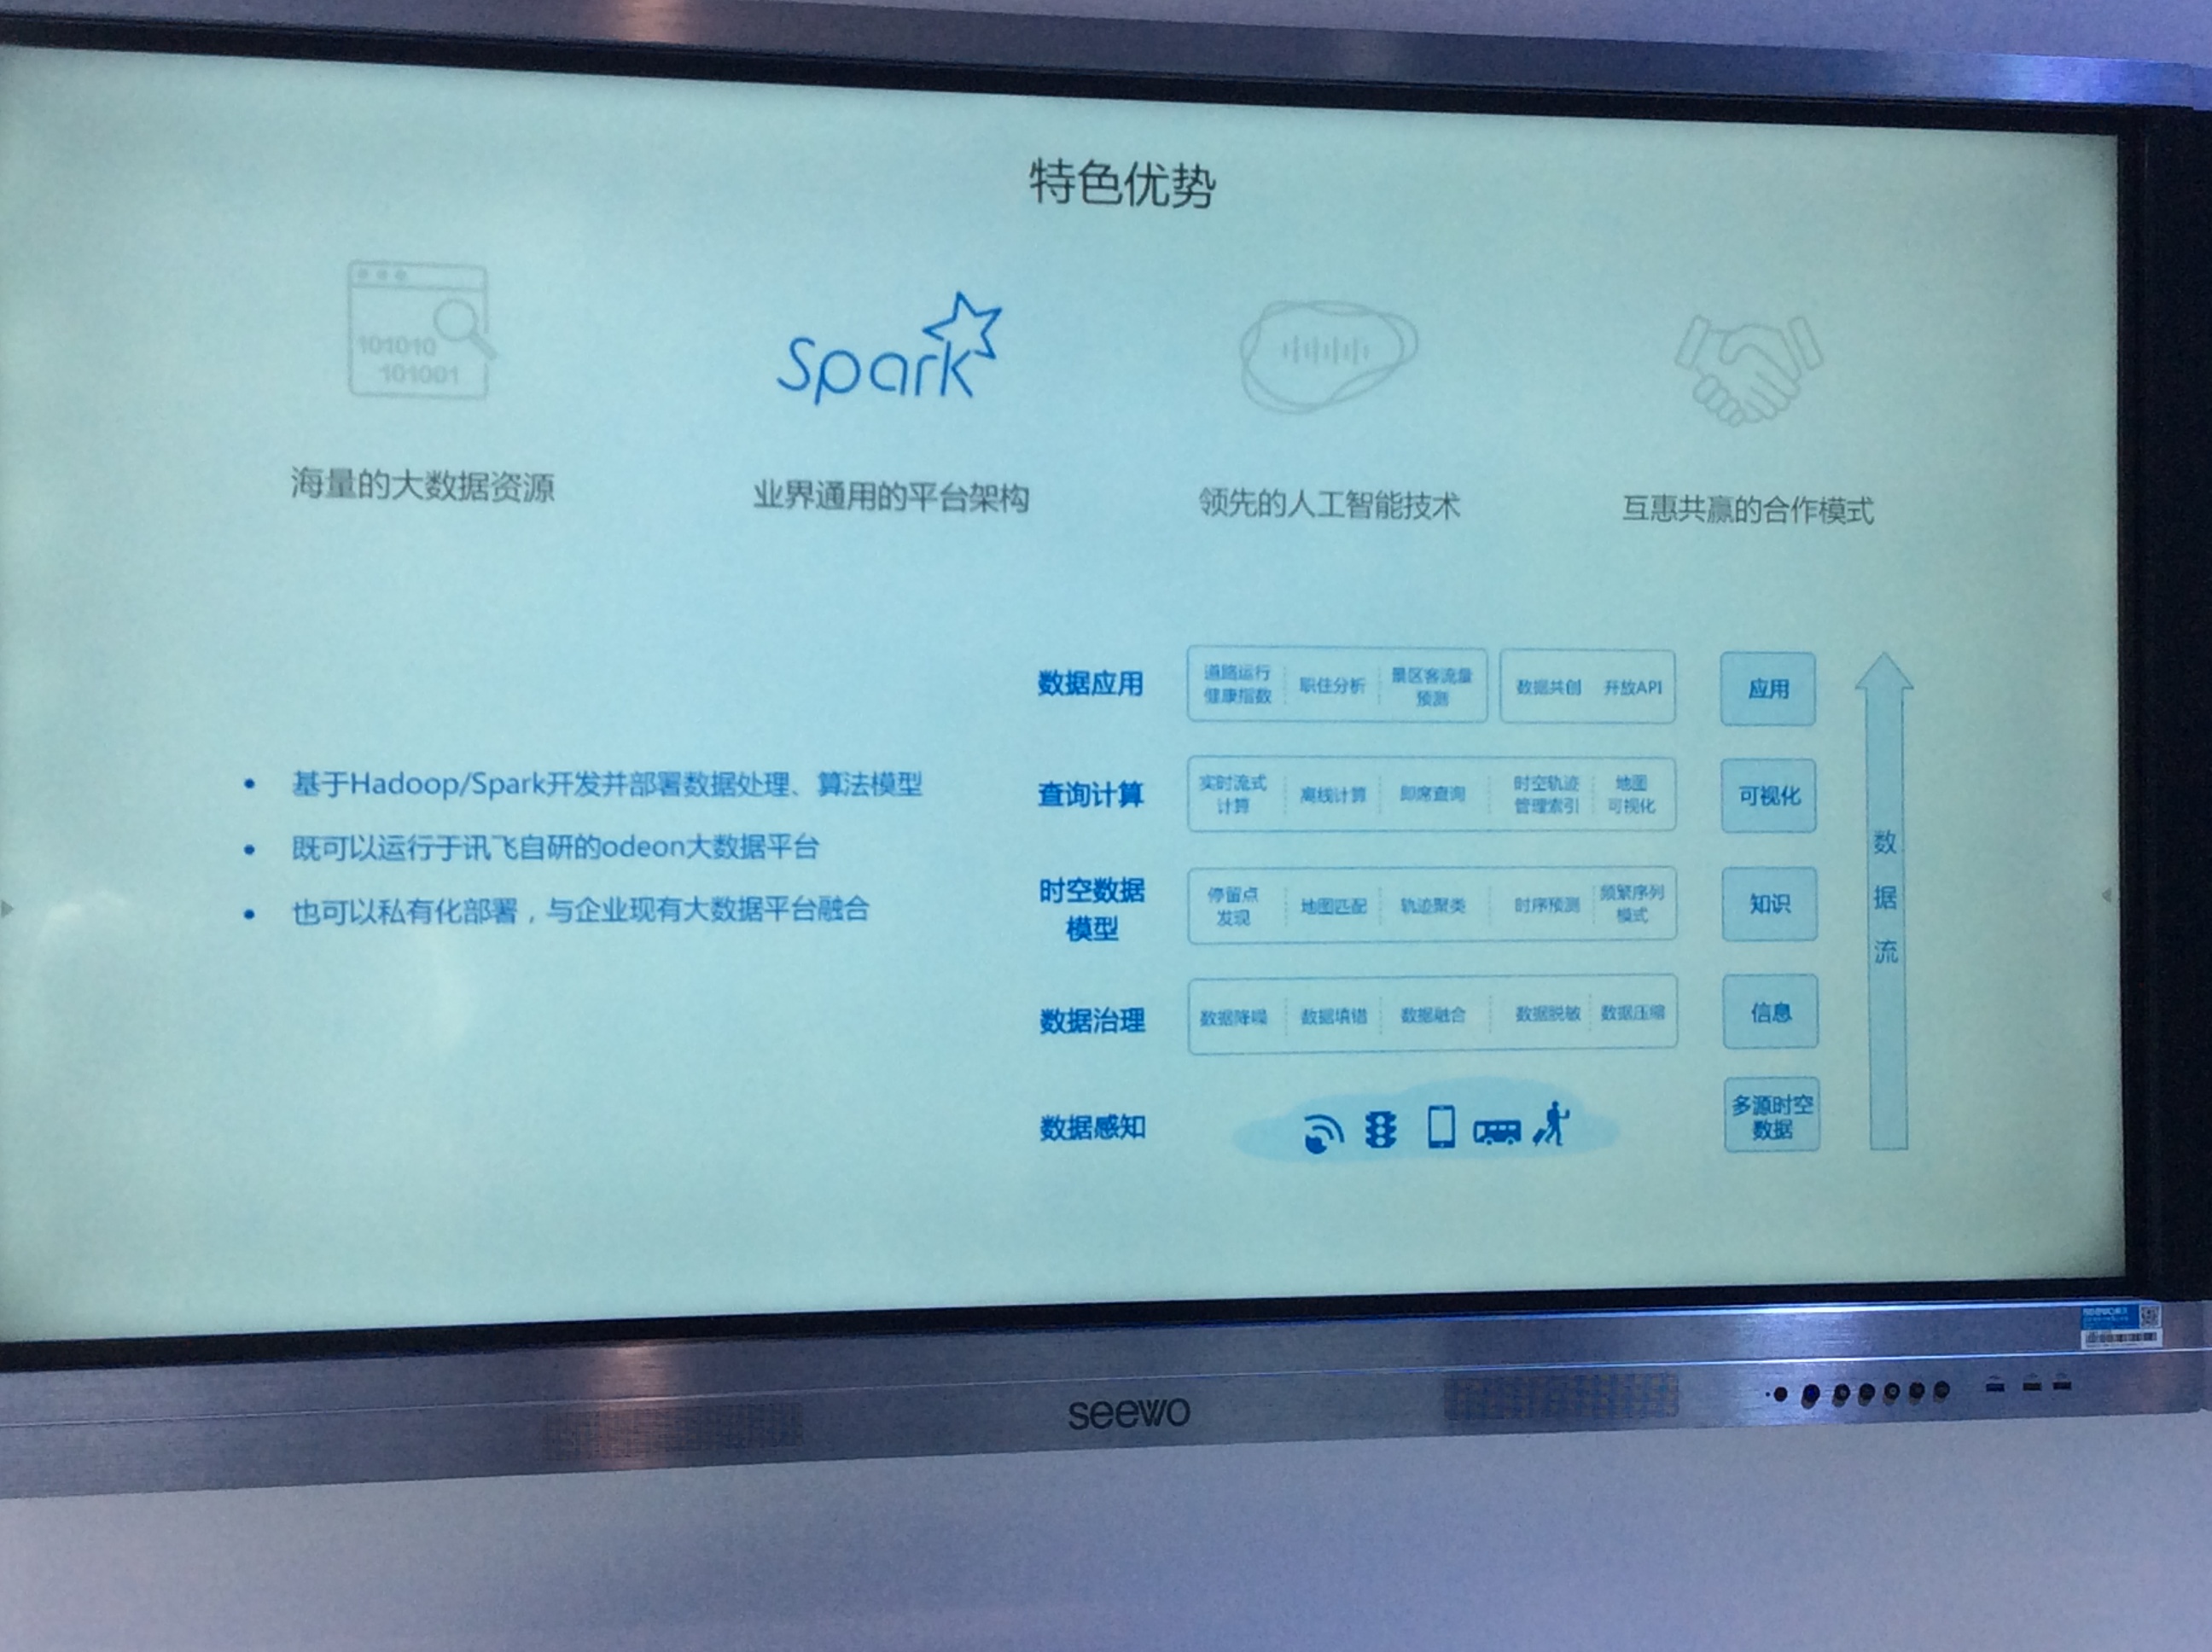 特色优势
101010
101001
Spark
海量的大数据资源
业界通用的平台架构
领先的人工智能技术
互惠共赢的合作模式
• 基于Hadoop/Spark开发并部署数据处理、算法模型
• 既可以运行于讯飞自研的odeon大数据平台
• 也可以私有化部署，与企业现有大数据平台融合
数据应用
道路运行
健康指数
职住分析
景区客流量
预测
数据共创
开放API
应用
查询计算
实时流式
计算
离线计算
即席查询
时空轨迹
管理索引
地图
可视化
可视化
时空数据
模型
停留点
发现
地图匹配
轨迹聚类
时序预测
频繁序列
模式
知识
数据治理
数据降噪
数据填错
数据融合
数据脱敏
数据压缩
信息
数据感知
多源时空
数据
数
据
流
seewo